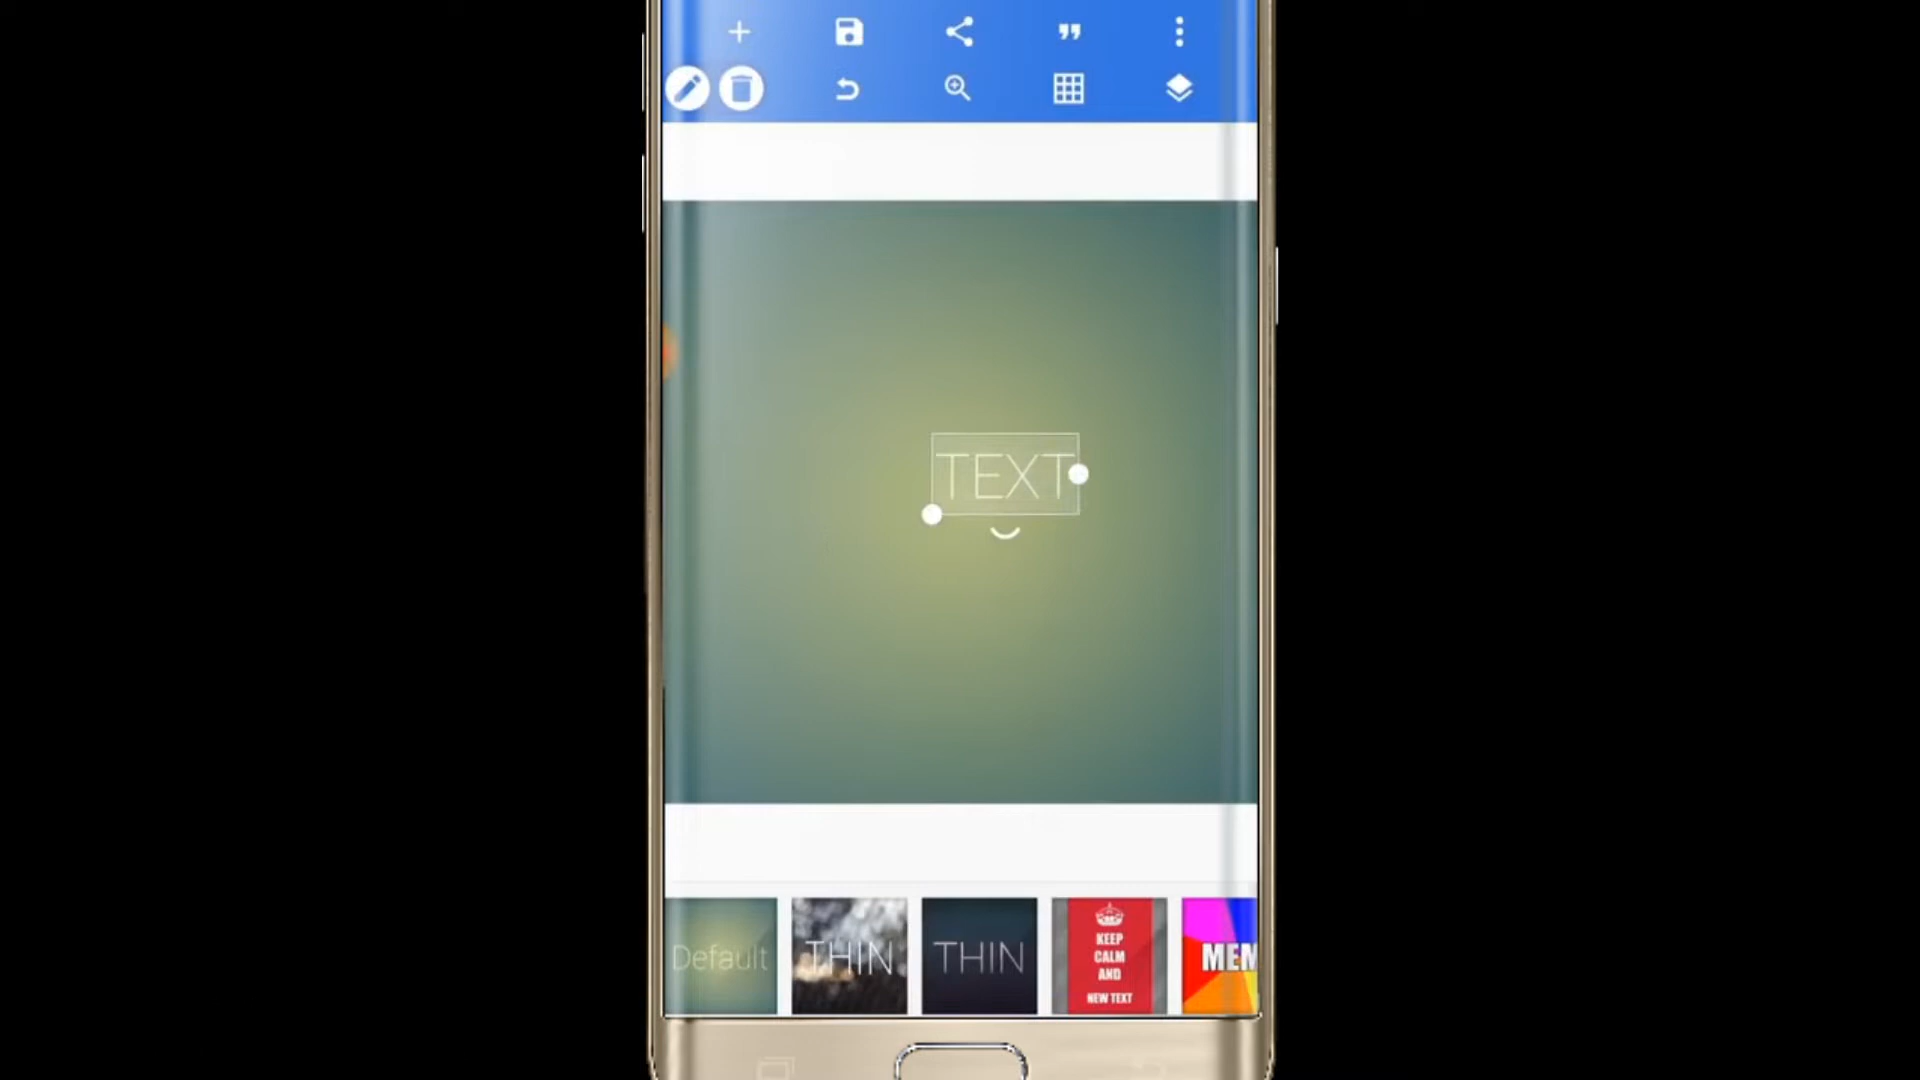 TEXT
Default
THIN
THIN
KEEP
CALM
AND
NEW TEXT
MEM